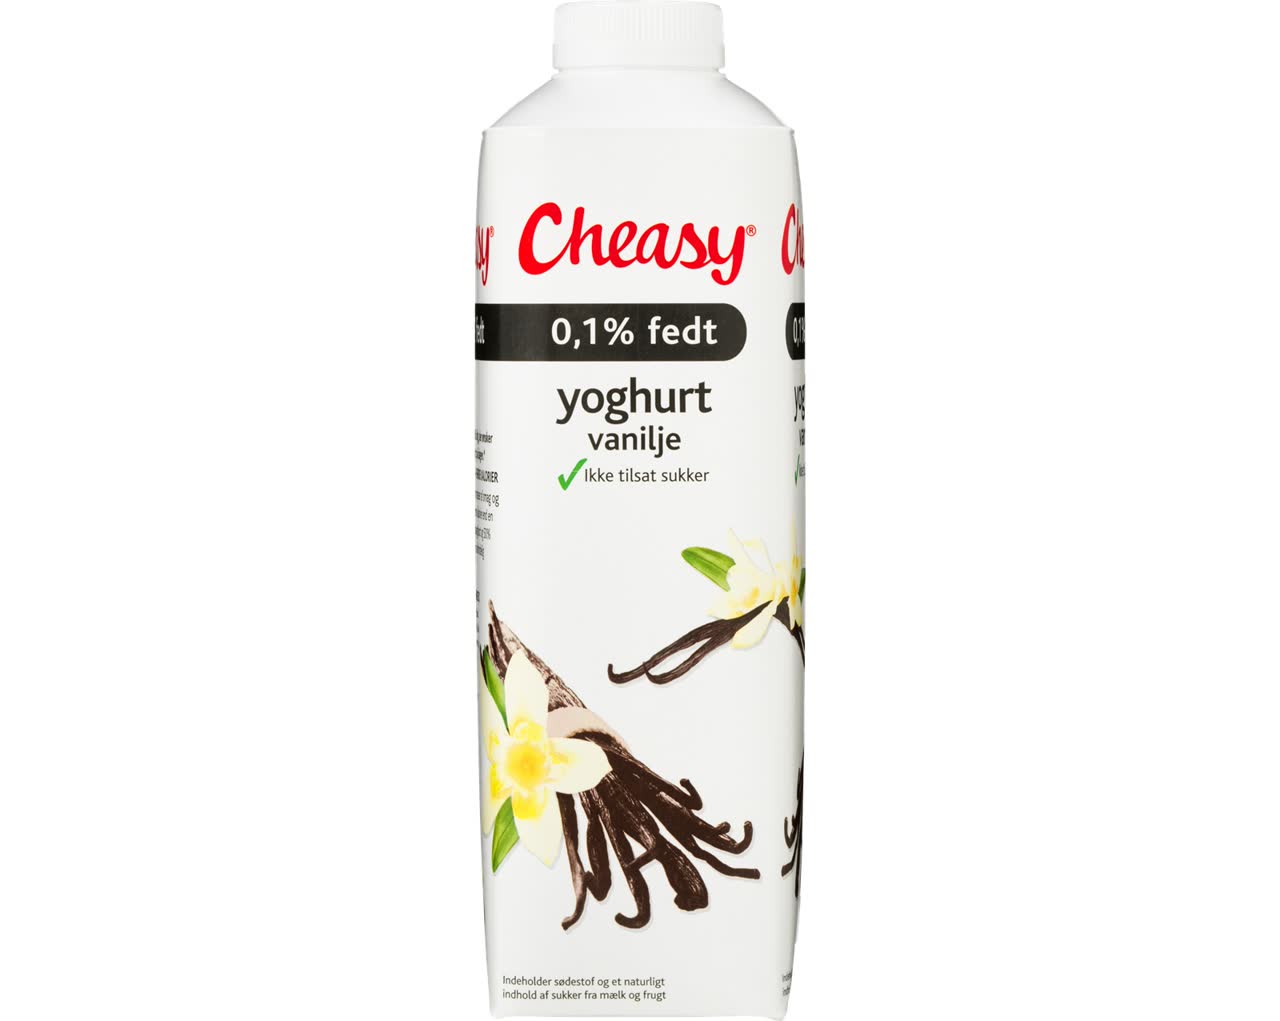 Cheasy®
0,1% fedt
yoghurt
vanilje
Ikke tilsat sukker
Indeholder sødestof og et naturligt
indhold af sukker fra mælk og frugt